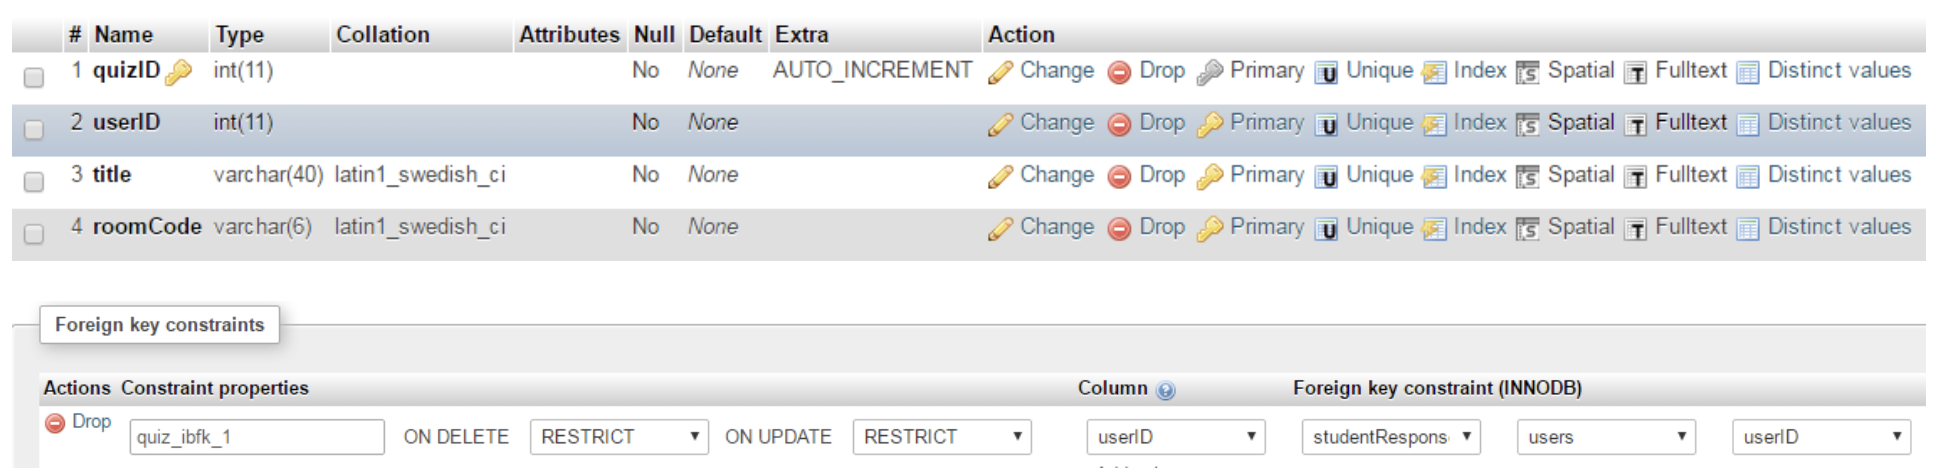 # Name Type Collation Attributes Null Default Extra Action
1 quizID int(11) No None AUTO_INCREMENT Change Drop Primary Unique Index Spatial Fulltext Distinct values
2 userID int(11) No None Change Drop Primary Unique Index Spatial Fulltext Distinct values
3 title varchar(40) latin1_swedish_ci No None Change Drop Primary Unique Index Spatial Fulltext Distinct values
4 roomCode varchar(6) latin1_swedish_ci No None Change Drop Primary Unique Index Spatial Fulltext Distinct values
Foreign key constraints
Actions Constraint properties Column Foreign key constraint (INNODB)
Drop quiz_ibfk_1 ON DELETE RESTRICT ON UPDATE RESTRICT userID studentRespons users userID